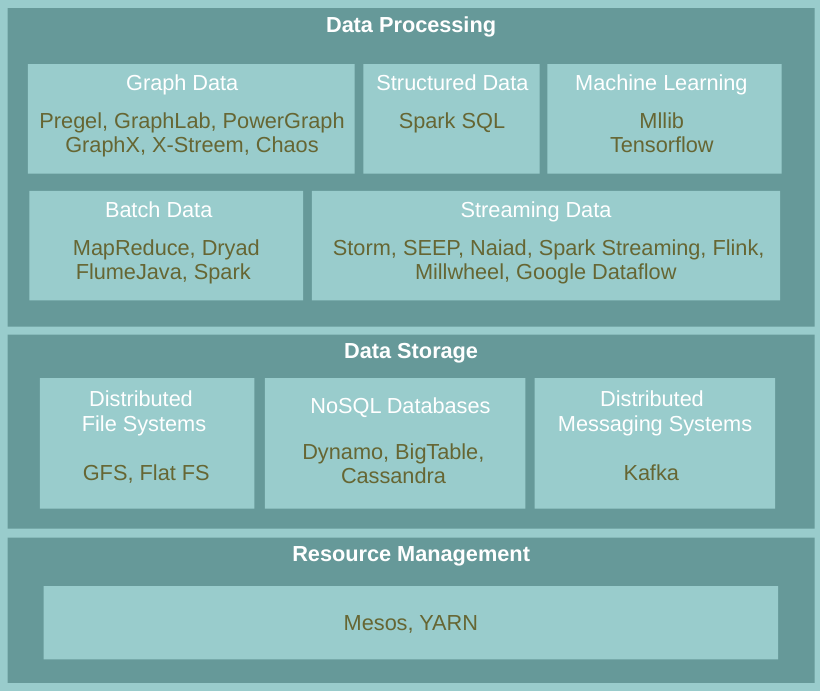 Data Processing
Graph Data
Pregel, GraphLab, PowerGraph
GraphX, X-Streem, Chaos
Structured Data
Spark SQL
Machine Learning
Mllib
Tensorflow
Batch Data
MapReduce, Dryad
FlumeJava, Spark
Streaming Data
Storm, SEEP, Naiad, Spark Streaming, Flink,
Millwheel, Google Dataflow
Data Storage
Distributed
File Systems
GFS, Flat FS
NoSQL Databases
Dynamo, BigTable,
Cassandra
Distributed
Messaging Systems
Kafka
Resource Management
Mesos, YARN